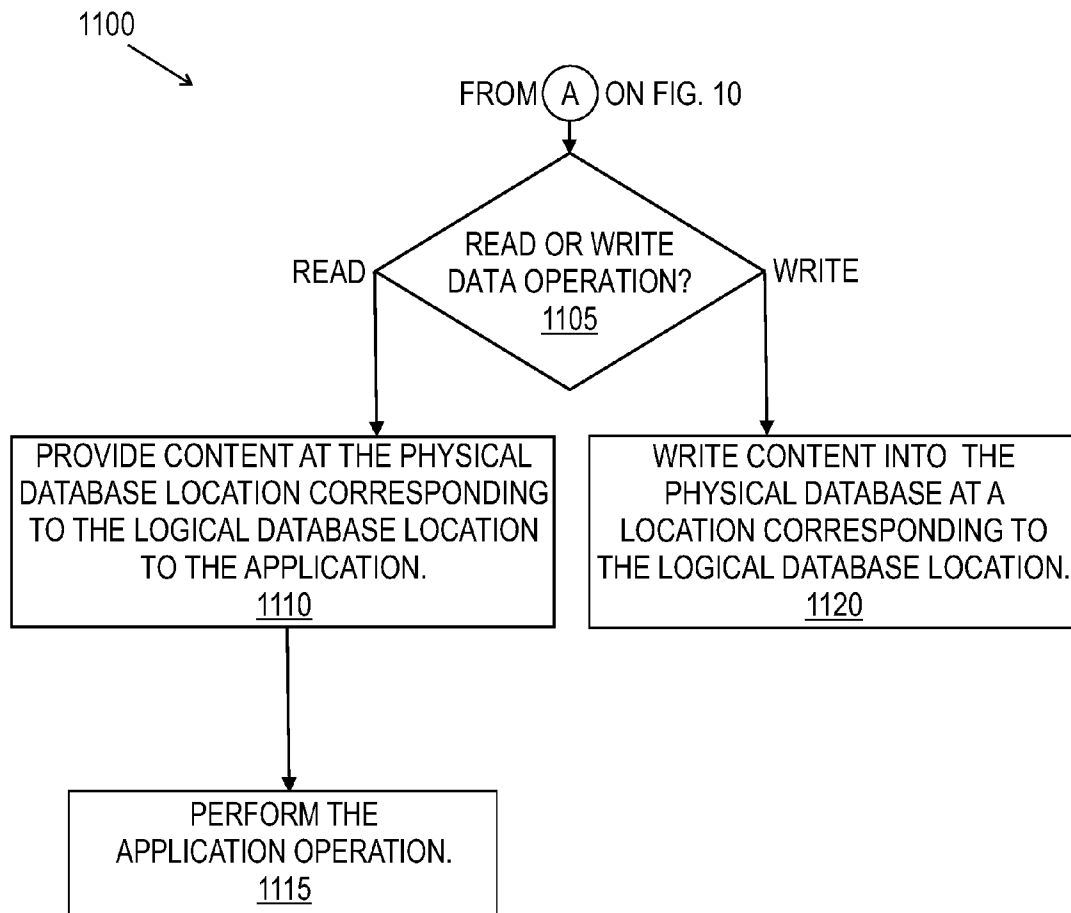 1100
FROM A ON FIG. 10
READ OR WRITE
DATA OPERATION?
1105
READ
WRITE
PROVIDE CONTENT AT THE PHYSICAL
DATABASE LOCATION CORRESPONDING
TO THE LOGICAL DATABASE LOCATION
TO THE APPLICATION.
1110
WRITE CONTENT INTO THE
PHYSICAL DATABASE AT A
LOCATION CORRESPONDING TO
THE LOGICAL DATABASE LOCATION.
1120
PERFORM THE
APPLICATION OPERATION.
1115